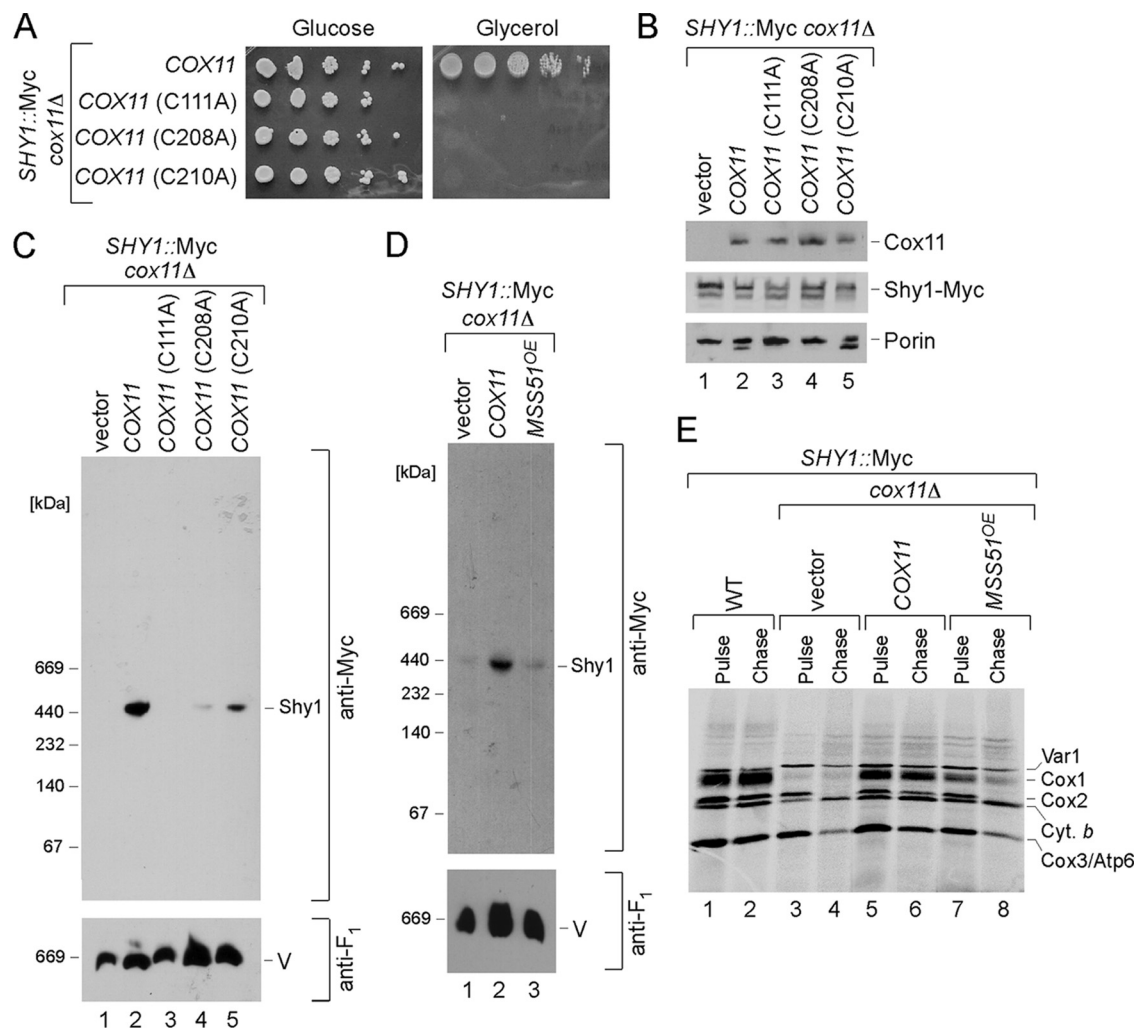 A
Glucose
Glycerol
SHY1::Myc
cox11Δ
COX11
COX11 (C111A)
COX11 (C208A)
COX11 (C210A)
B
SHY1::Myc cox11Δ
vector
COX11
COX11 (C111A)
COX11 (C208A)
COX11 (C210A)
Cox11
Shy1-Myc
Porin
1 2 3 4 5
C
SHY1::Myc
cox11Δ
vector
COX11
COX11 (C111A)
COX11 (C208A)
COX11 (C210A)
[kDa]
669
440
232
140
67
Shy1
anti-Myc
669
V
anti-F1
1 2 3 4 5
D
SHY1::Myc
cox11Δ
vector
COX11
MSS51OE
[kDa]
669
440
232
140
67
Shy1
anti-Myc
669
V
anti-F1
1 2 3
E
SHY1::Myc
cox11Δ
WT
vector
COX11
MSS51OE
Pulse
Chase
Pulse
Chase
Pulse
Chase
Pulse
Chase
Var1
Cox1
Cox2
Cyt. b
Cox3/Atp6
1 2 3 4 5 6 7 8